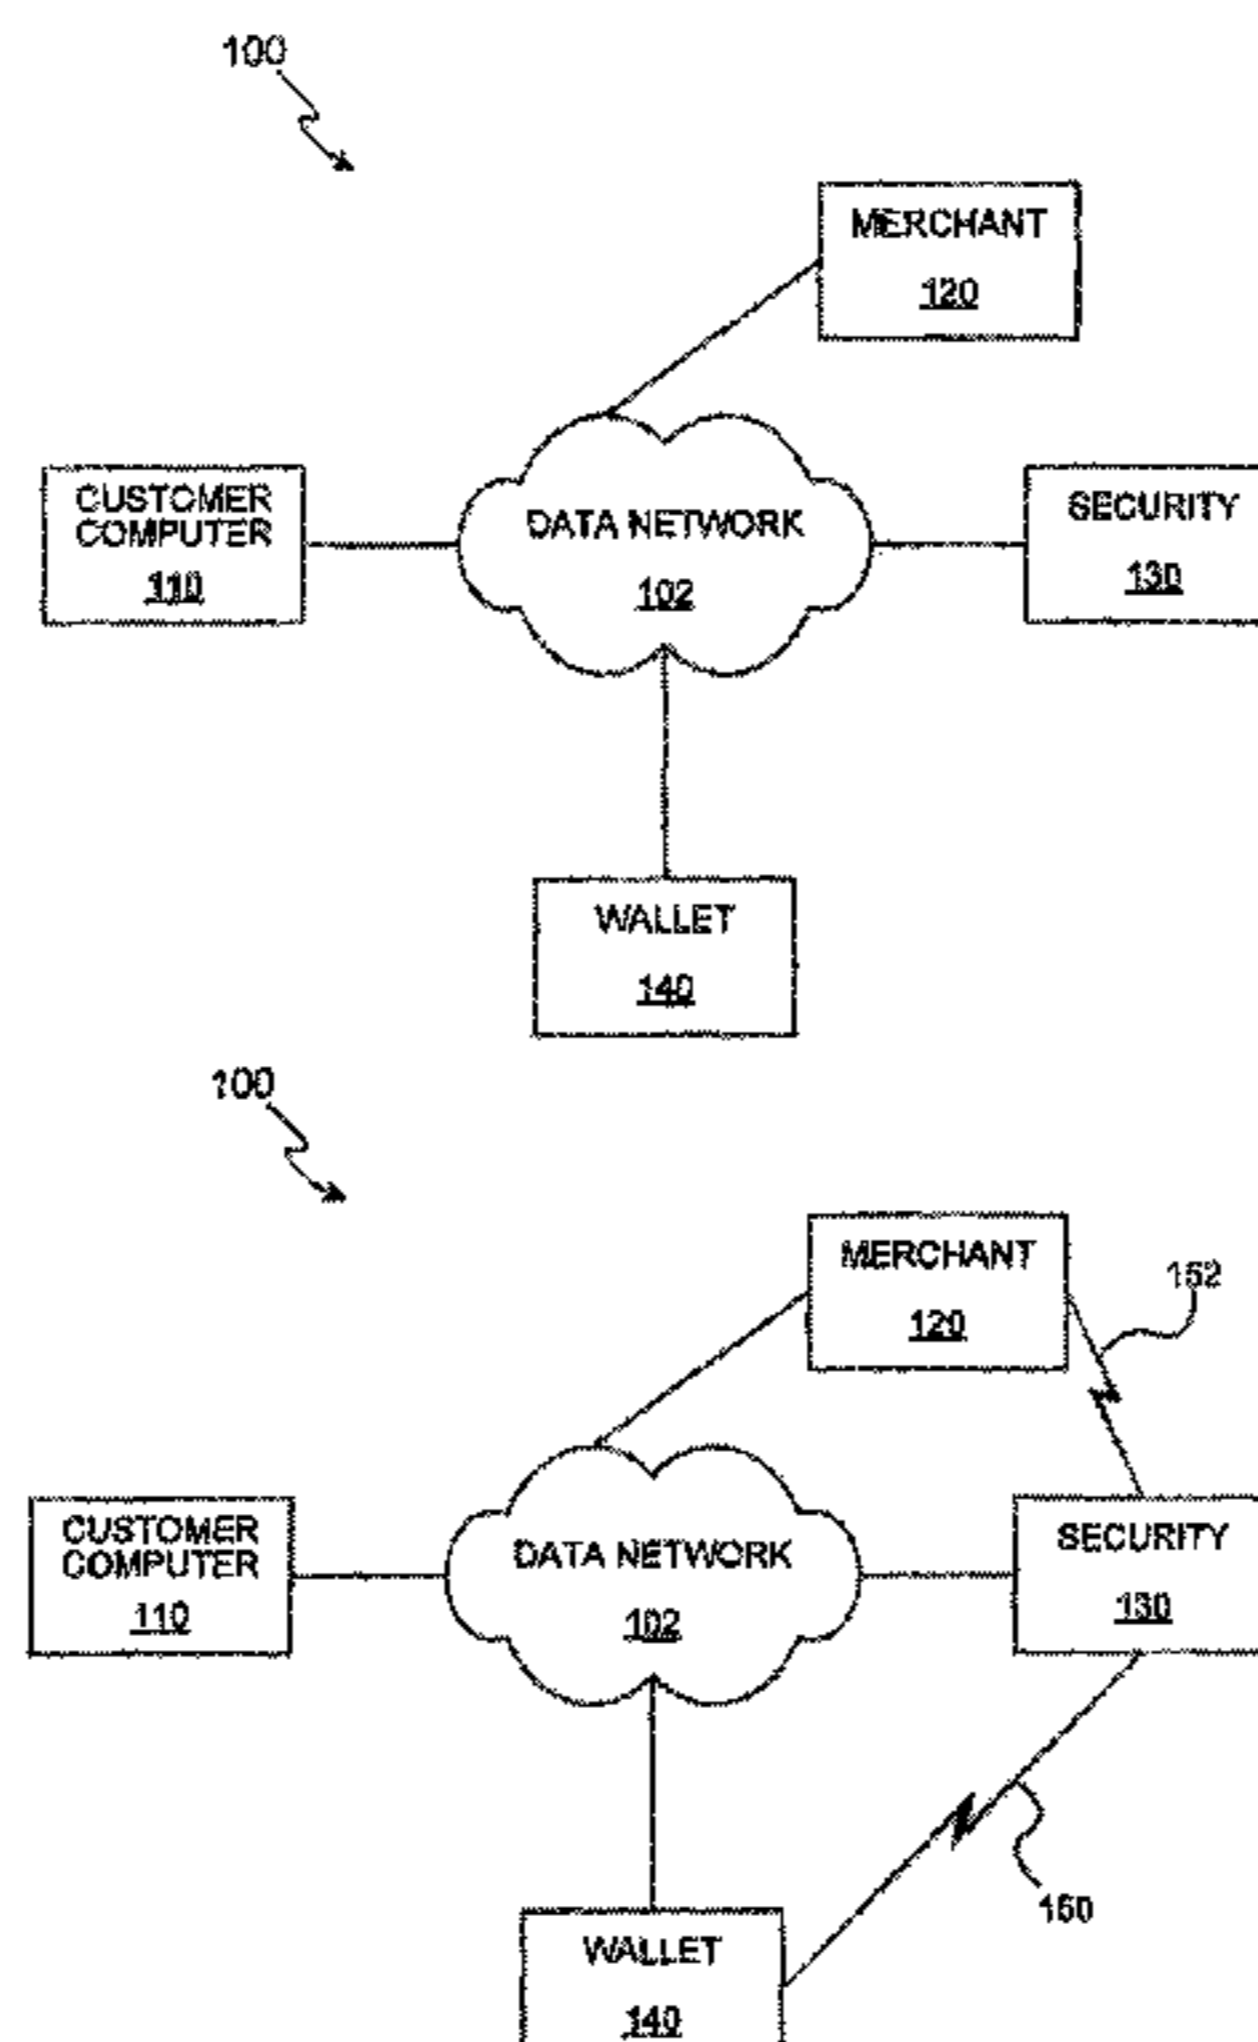 100
MERCHANT
120
CUSTOMER
COMPUTER
110
DATA NETWORK
102
SECURITY
130
WALLET
140
100
MERCHANT
120
152
CUSTOMER
COMPUTER
110
DATA NETWORK
102
SECURITY
130
150
WALLET
140